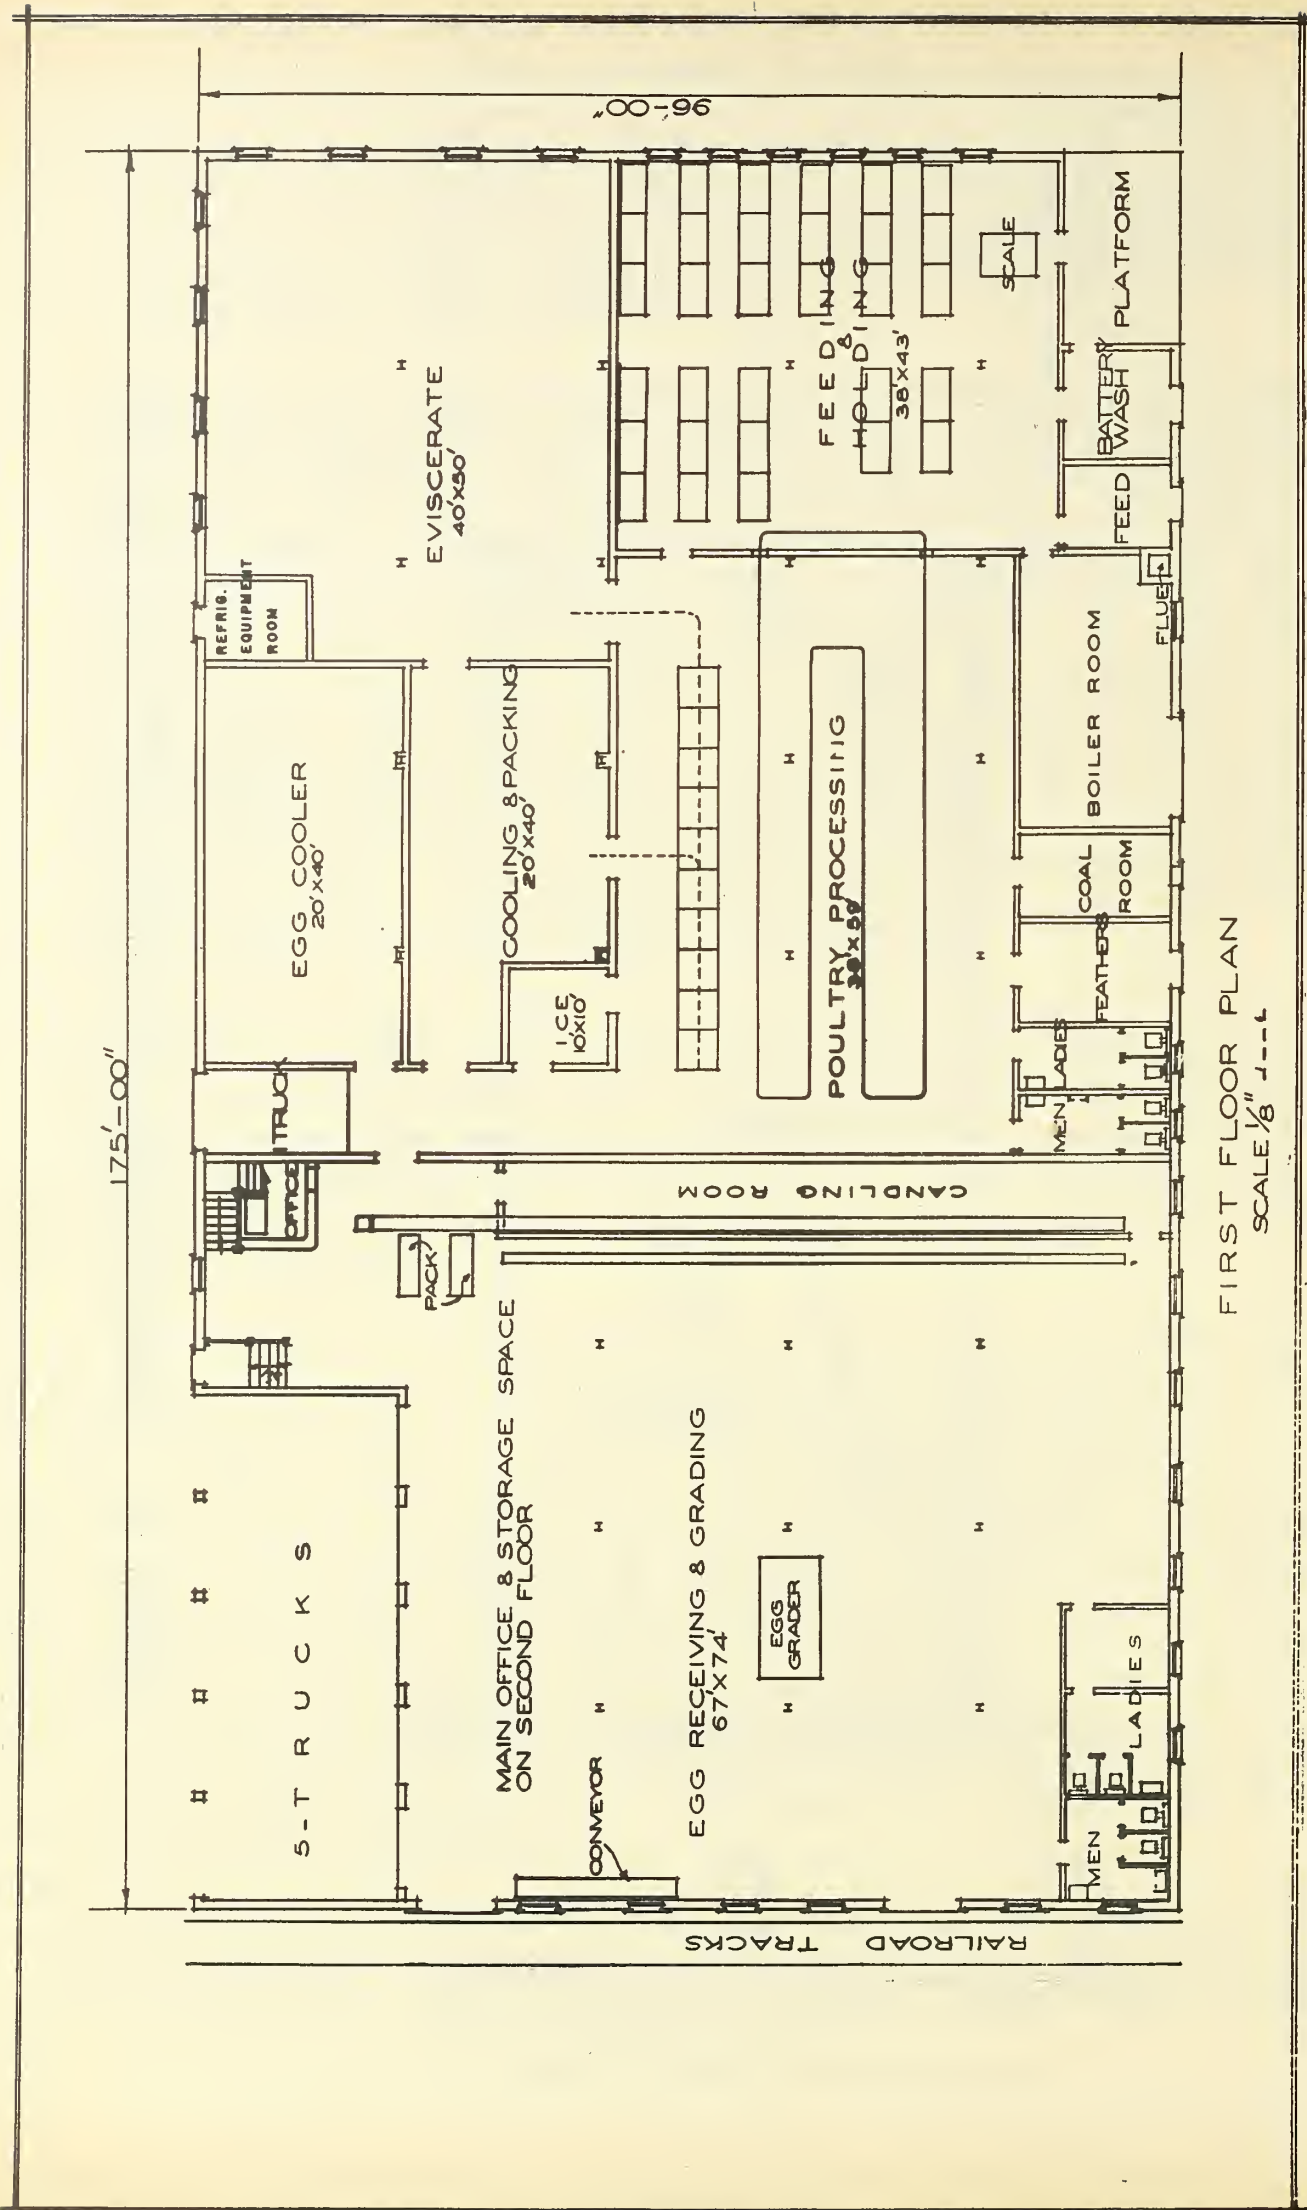 175'-00"
96'-00"
5-TRUCKS
OFFICE
TRUCK
EGG COOLER
20'X40'
REFRIG.
EQUIPMENT
ROOM
EVISCERATE
40'X50'
PACK
ICE
10'X10'
COOLING & PACKING
20'X40'
MAIN OFFICE & STORAGE SPACE
ON SECOND FLOOR
CONVEYOR
EGG RECEIVING & GRADING
67'X74'
EGG
GRADER
CANDLING ROOM
POULTRY PROCESSING
FEEDING
&
HOLDING
38'X43'
SCALE
RAILROAD TRACKS
MEN
LADIES
MEN
LADIES
FEATHERS
COAL
ROOM
BOILER ROOM
FLUE
FEED
BATTERY
WASH
PLATFORM
FIRST FLOOR PLAN
SCALE 1/8"